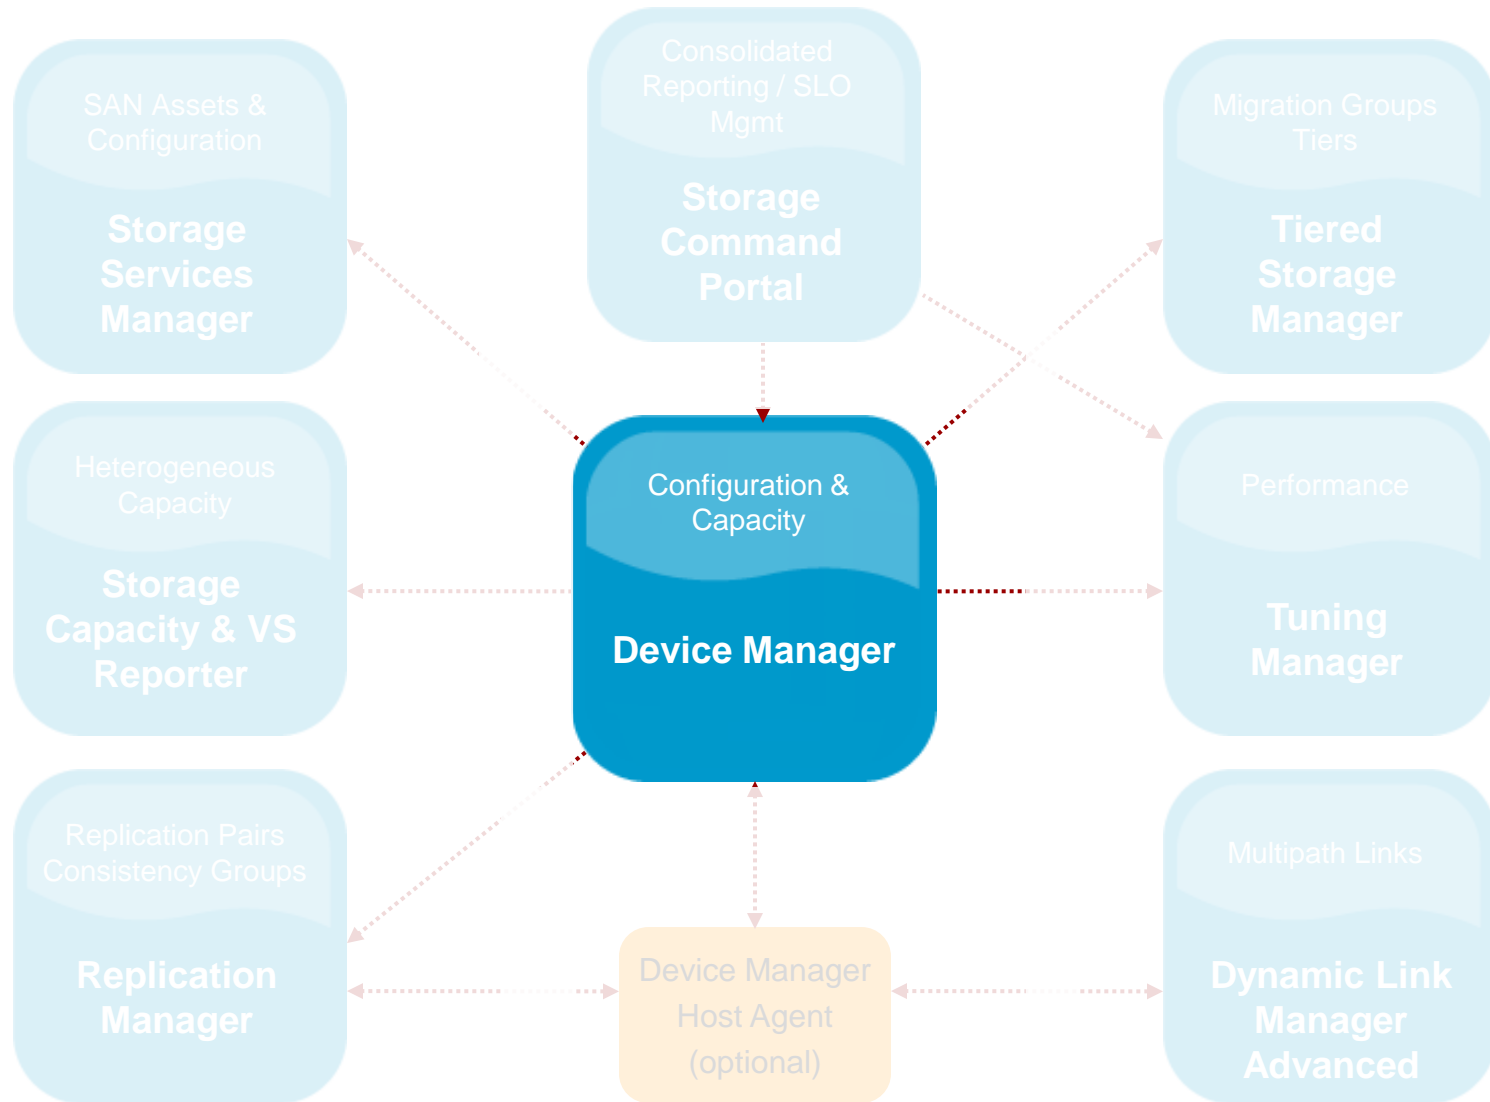 SAN Assets &
Configuration
Storage
Services
Manager
Consolidated
Reporting / SLO
Mgmt
Storage
Command
Portal
Migration Groups
Tiers
Tiered
Storage
Manager
Heterogeneous
Capacity
Storage
Capacity & VS
Reporter
Configuration &
Capacity
Device Manager
Performance
Tuning
Manager
Replication Pairs
Consistency Groups
Replication
Manager
Device Manager
Host Agent
(optional)
Multipath Links
Dynamic Link
Manager
Advanced